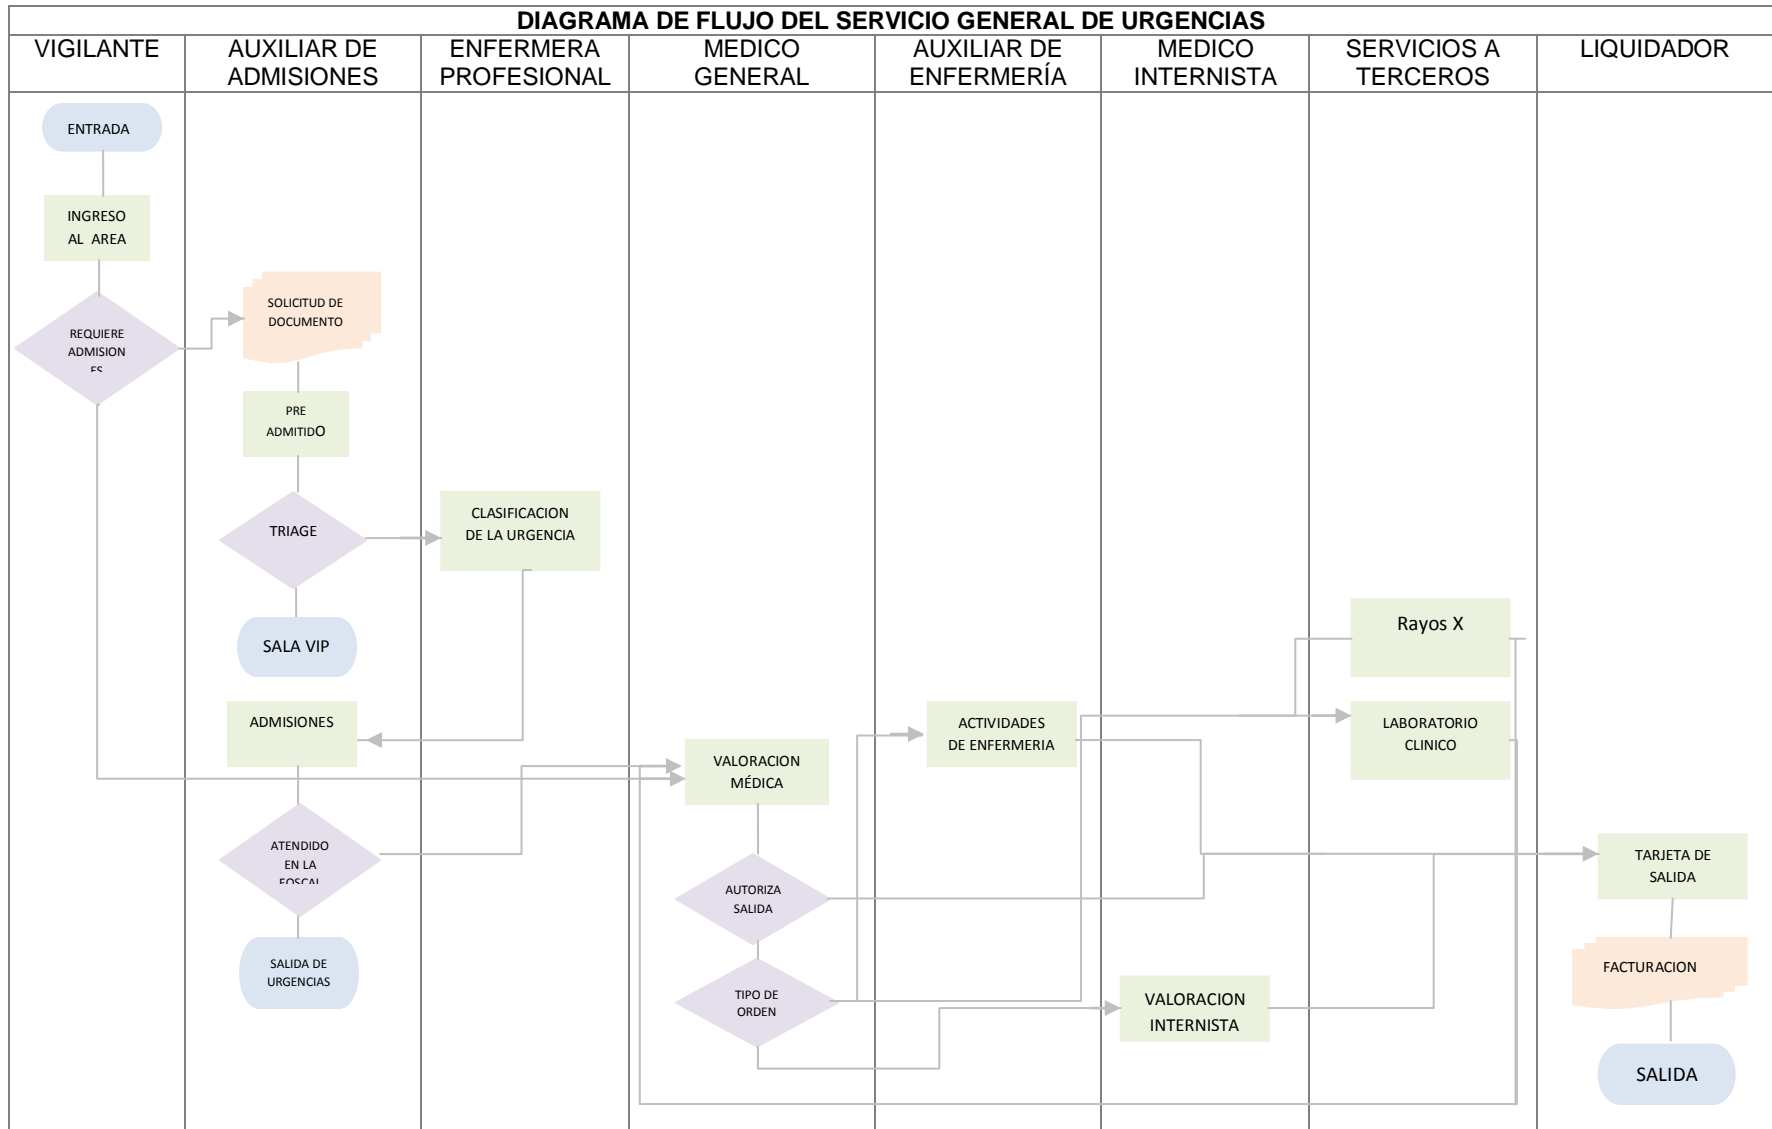 DIAGRAMA DE FLUJO DEL SERVICIO GENERAL DE URGENCIAS
VIGILANTE
AUXILIAR DE
ADMISIONES
ENFERMERA
PROFESIONAL
MEDICO
GENERAL
AUXILIAR DE
ENFERMERÍA
MEDICO
INTERNISTA
SERVICIOS A
TERCEROS
LIQUIDADOR
ENTRADA
INGRESO
AL AREA
REQUIERE
ADMISION
ES
SOLICITUD DE
DOCUMENTO
PRE
ADMITIDO
TRIAGE
SALA VIP
ADMISIONES
ATENDIDO
EN LA
FOSCAL
SALIDA DE
URGENCIAS
CLASIFICACION
DE LA URGENCIA
VALORACION
MÉDICA
AUTORIZA
SALIDA
TIPO DE
ORDEN
ACTIVIDADES
DE ENFERMERIA
VALORACION
INTERNISTA
Rayos X
LABORATORIO
CLINICO
TARJETA DE
SALIDA
FACTURACION
SALIDA